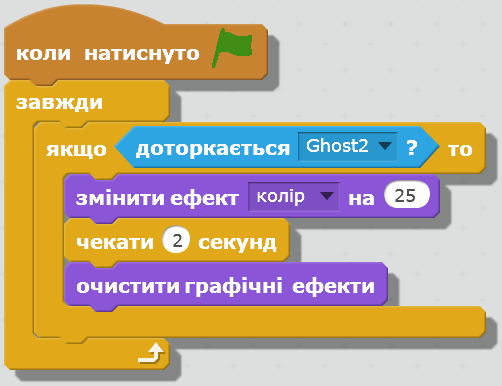 коли натиснуто
завжди
якщо доторкається Ghost2 ? то
змінити ефект колір на 25
чекати 2 секунд
очистити графічні ефекти